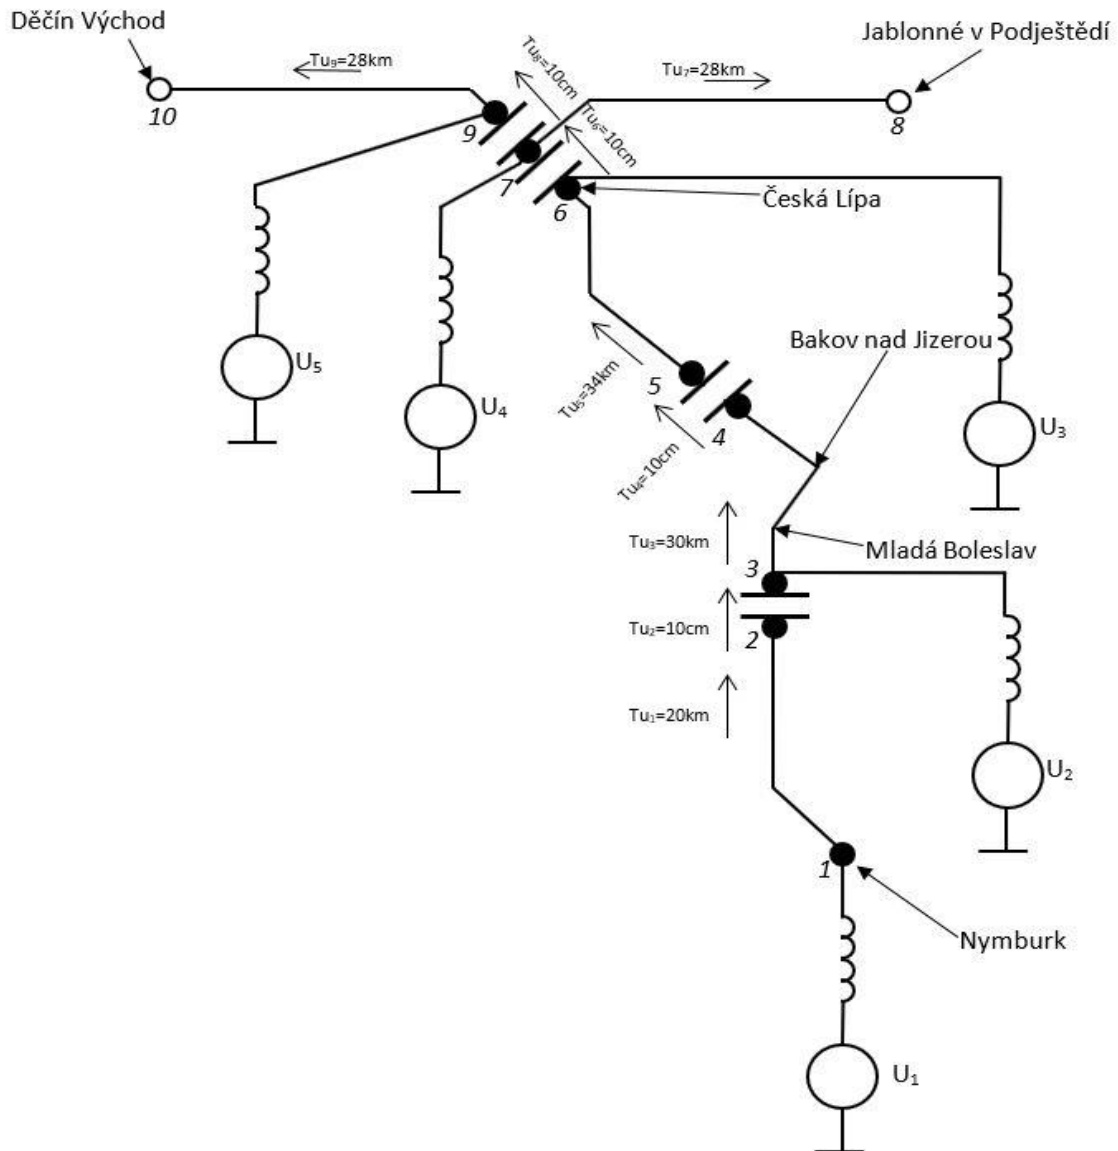 Děčín Východ
Tu₉=28km
Tu₈=10cm
Tu₇=28km
Jablonné v Podještědí
10
9
Tu₆=10cm
8
7
6
Česká Lípa
U₅
U₄
Bakov nad Jizerou
5
Tu₅=34km
4
Tu₄=10cm
U₃
Tu₃=30km
Mladá Boleslav
3
Tu₂=10cm
2
Tu₁=20km
U₂
1
Nymburk
U₁